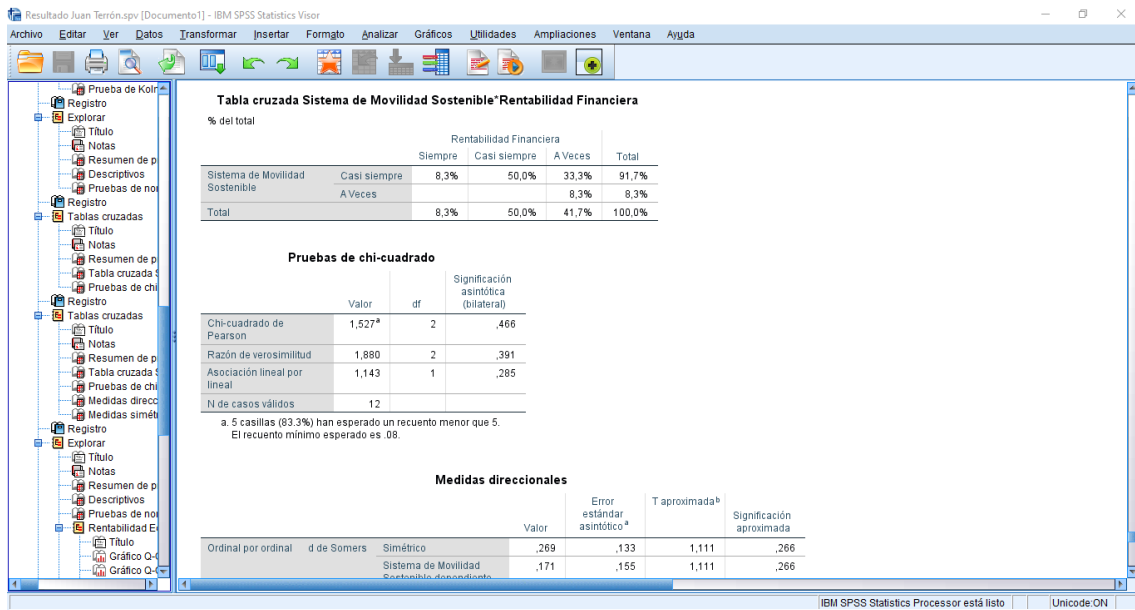 Resultado Juan Terrón.spv [Documento1] - IBM SPSS Statistics Visor
Archivo Editar Ver Datos Transformar Insertar Formato Analizar Gráficos Utilidades Ampliaciones Ventana Ayuda
Prueba de Kolr
Registro
Explorar
Título
Notas
Resumen de p
Descriptivos
Pruebas de nor
Registro
Tablas cruzadas
Título
Notas
Resumen de p
Tabla cruzada S
Pruebas de chi
Registro
Tablas cruzadas
Título
Notas
Resumen de p
Tabla cruzada S
Pruebas de chi
Medidas direcc
Medidas simét
Registro
Explorar
Título
Notas
Resumen de p
Descriptivos
Pruebas de nor
Rentabilidad E
Título
Gráfico Q-
Gráfico Q-
Tabla cruzada Sistema de Movilidad Sostenible*Rentabilidad Financiera
% del total
Rentabilidad Financiera
Siempre Casi siempre A Veces Total
Sistema de Movilidad Sostenible Casi siempre 8,3% 50,0% 33,3% 91,7%
A Veces 8,3% 8,3%
Total 8,3% 50,0% 41,7% 100,0%
Pruebas de chi-cuadrado
Valor df Significación asintótica (bilateral)
Chi-cuadrado de Pearson 1,527a 2 ,466
Razón de verosimilitud 1,880 2 ,391
Asociación lineal por lineal 1,143 1 ,285
N de casos válidos 12
a. 5 casillas (83.3%) han esperado un recuento menor que 5.
El recuento mínimo esperado es .08.
Medidas direccionales
Valor Error estándar asintótico a T aproximada b Significación aproximada
Ordinal por ordinal d de Somers Simétrico ,269 ,133 1,111 ,266
Sistema de Movilidad Sostenible dependiente ,171 ,155 1,111 ,266
IBM SPSS Statistics Processor está listo Unicode:ON